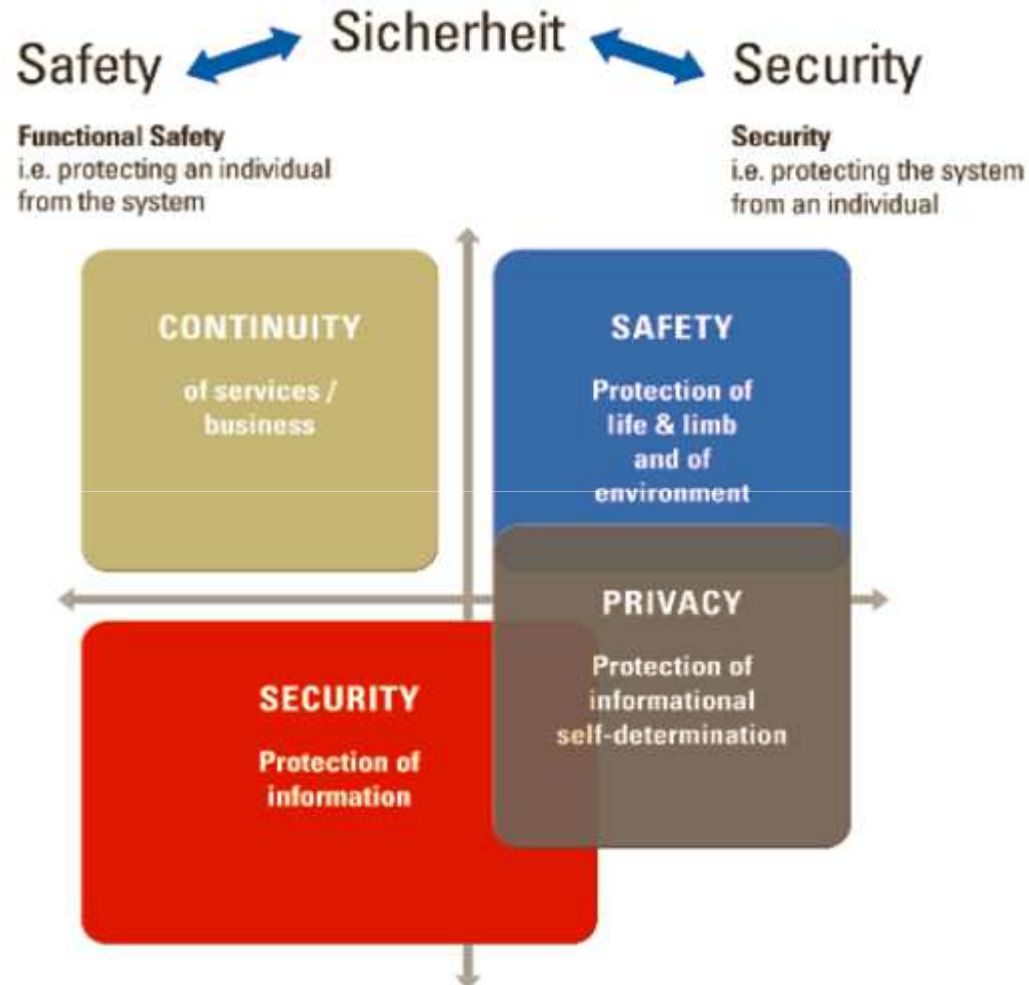 Sicherheit
Safety
Security
Functional Safety
i.e. protecting an individual
from the system
Security
i.e. protecting the system
from an individual
CONTINUITY
of services /
business
SAFETY
Protection of
life & limb
and of
environment
PRIVACY
Protection of
informational
self-determination
SECURITY
Protection of
information